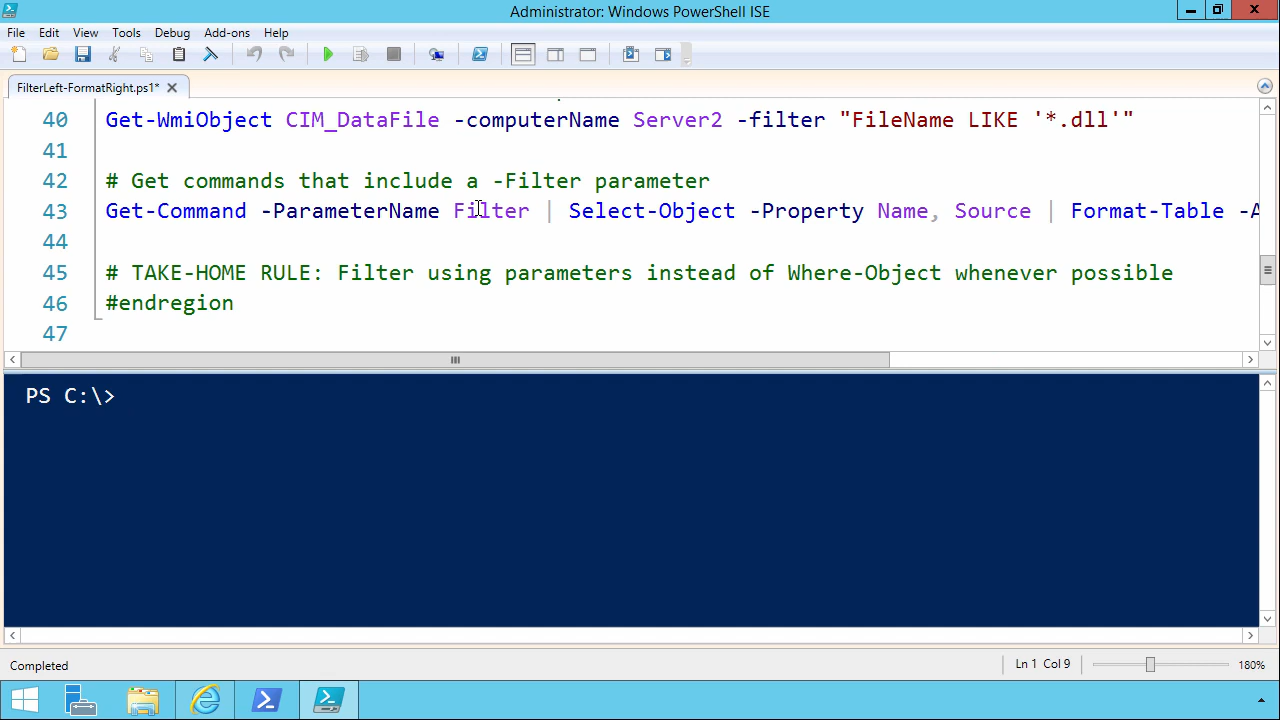 Administrator: Windows PowerShell ISE
File Edit View Tools Debug Add-ons Help
FilterLeft-FormatRight.ps1*
40 Get-WmiObject CIM_DataFile -computerName Server2 -filter "FileName LIKE '*.dll'"
41
42 # Get commands that include a -Filter parameter
43 Get-Command -ParameterName Filter | Select-Object -Property Name, Source | Format-Table -A
44
45 # TAKE-HOME RULE: Filter using parameters instead of Where-Object whenever possible
46 #endregion
47
PS C:\>
Completed Ln 1 Col 9 180%